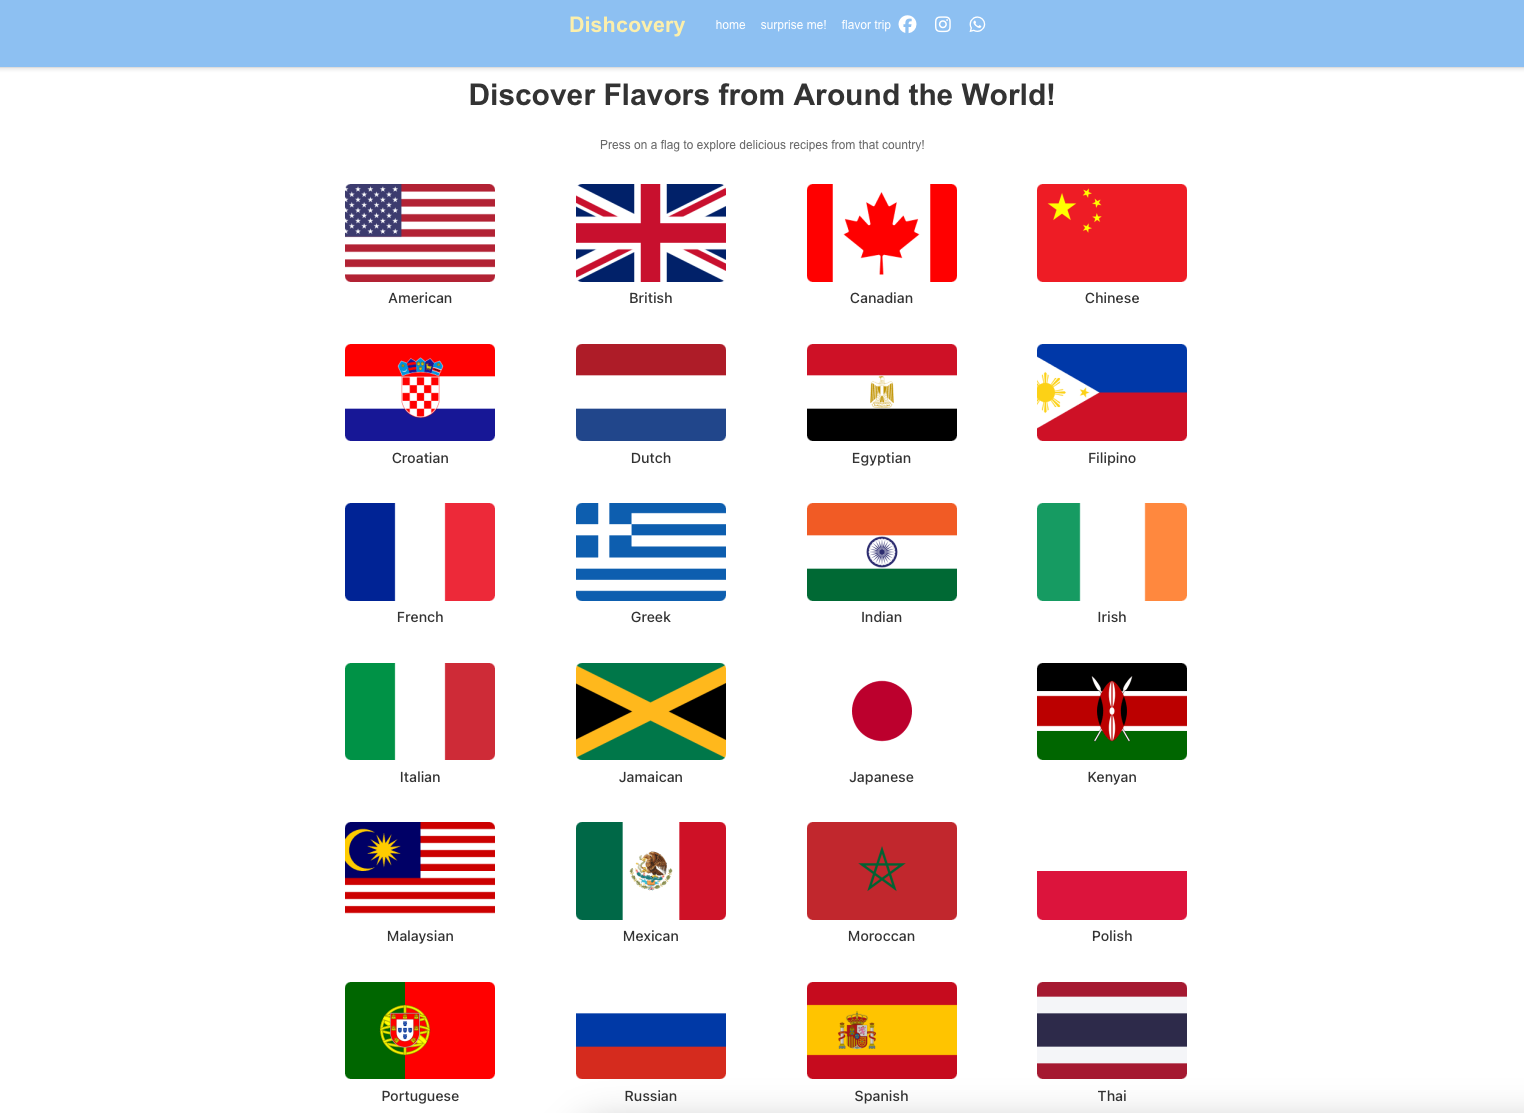 Dishcovery home surprise me! flavor trip
Discover Flavors from Around the World!
Press on a flag to explore delicious recipes from that country!
American British Canadian Chinese
Croatian Dutch Egyptian Filipino
French Greek Indian Irish
Italian Jamaican Japanese Kenyan
Malaysian Mexican Moroccan Polish
Portuguese Russian Spanish Thai